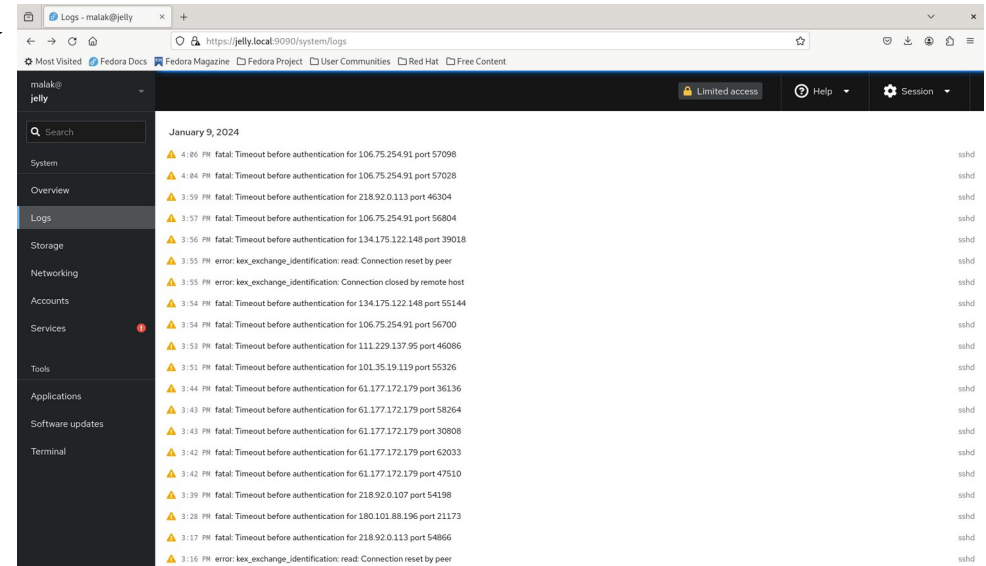 Logs - malak@jelly
https://jelly.local:9090/system/logs
Most Visited Fedora Docs Fedora Magazine Fedora Project User Communities Red Hat Free Content
malak@
jelly
Limited access
Help
Session
Search
System
Overview
Logs
Storage
Networking
Accounts
Services
Tools
Applications
Software updates
Terminal
January 9, 2024
4:06 PM fatal: Timeout before authentication for 106.75.254.91 port 57098 sshd
4:04 PM fatal: Timeout before authentication for 106.75.254.91 port 57028 sshd
3:59 PM fatal: Timeout before authentication for 218.92.0.113 port 46304 sshd
3:57 PM fatal: Timeout before authentication for 106.75.254.91 port 56804 sshd
3:56 PM fatal: Timeout before authentication for 134.175.122.148 port 39018 sshd
3:55 PM error: kex_exchange_identification: read: Connection reset by peer sshd
3:55 PM error: kex_exchange_identification: Connection closed by remote host sshd
3:54 PM fatal: Timeout before authentication for 134.175.122.148 port 55144 sshd
3:54 PM fatal: Timeout before authentication for 106.75.254.91 port 56700 sshd
3:53 PM fatal: Timeout before authentication for 111.229.137.95 port 46086 sshd
3:51 PM fatal: Timeout before authentication for 101.35.19.119 port 55326 sshd
3:44 PM fatal: Timeout before authentication for 61.177.172.179 port 36136 sshd
3:43 PM fatal: Timeout before authentication for 61.177.172.179 port 58264 sshd
3:43 PM fatal: Timeout before authentication for 61.177.172.179 port 30808 sshd
3:42 PM fatal: Timeout before authentication for 61.177.172.179 port 62033 sshd
3:42 PM fatal: Timeout before authentication for 61.177.172.179 port 47510 sshd
3:39 PM fatal: Timeout before authentication for 218.92.0.107 port 54198 sshd
3:28 PM fatal: Timeout before authentication for 180.101.88.196 port 21173 sshd
3:17 PM fatal: Timeout before authentication for 218.92.0.113 port 54866 sshd
3:16 PM error: kex_exchange_identification: read: Connection reset by peer sshd